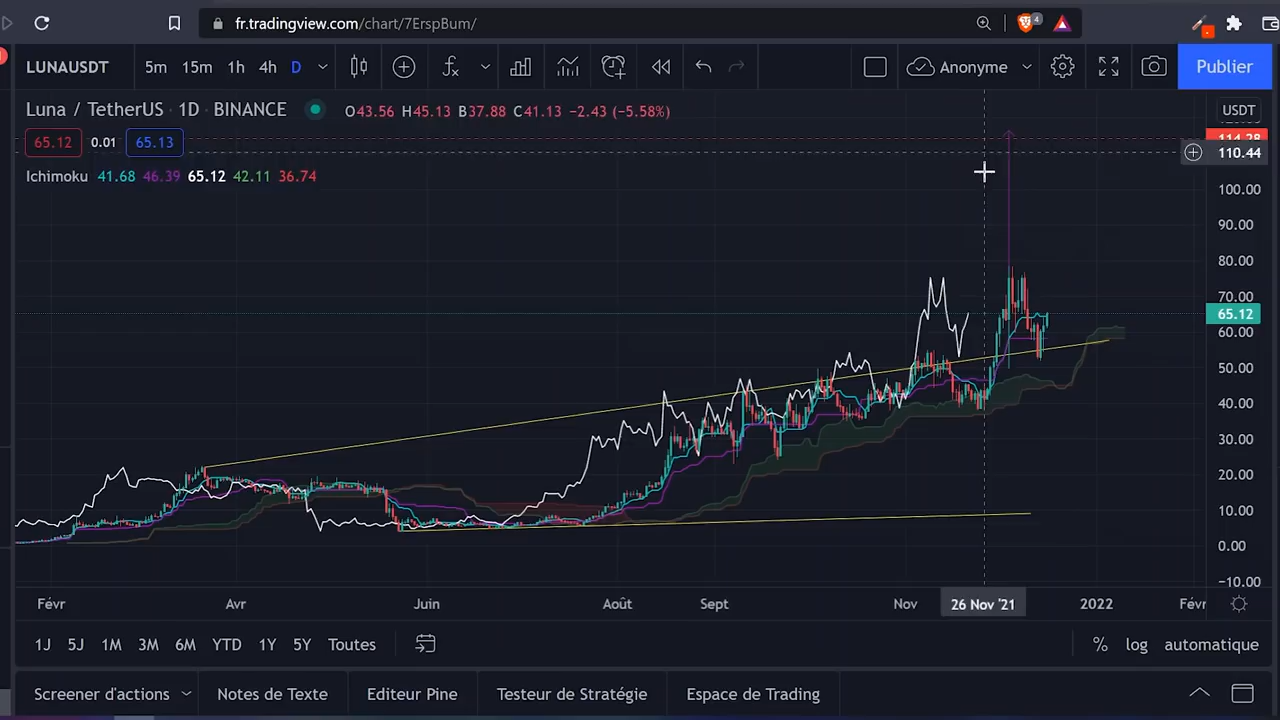 fr.tradingview.com/chart/7ErspBum/
4
LUNAUSDT 5m 15m 1h 4h D Anonyme Publier
Luna / TetherUS · 1D · BINANCE O43.56 H45.13 B37.88 C41.13 −2.43 (−5.58%) USDT
65.12 0.01 65.13
114.28
110.44
Ichimoku 41.68 46.39 65.12 42.11 36.74
100.00
90.00
80.00
70.00
65.12
60.00
50.00
40.00
30.00
20.00
10.00
0.00
−10.00
Févr Avr Juin Août Sept Nov 26 Nov '21 2022 Févr
1J 5J 1M 3M 6M YTD 1Y 5Y Toutes % log automatique
Screener d'actions Notes de Texte Editeur Pine Testeur de Stratégie Espace de Trading